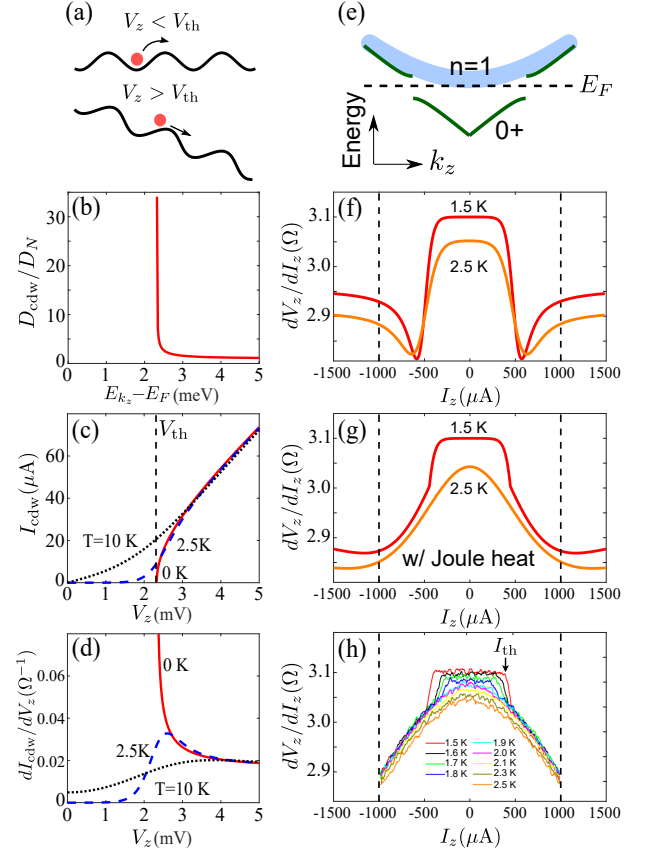 (a)
V_z < V_th
V_z > V_th
(e)
n=1
E_F
0+
Energy
k_z
(b)
D_cdw/D_N
30
20
10
0
0 1 2 3 4 5
E_{k_z}−E_F (meV)
(f)
1.5 K
2.5 K
dV_z/dI_z(Ω)
3.1
3.0
2.9
-1500 -1000 -500 0 500 1000 1500
I_z(μA)
(c)
V_th
I_cdw(μA)
60
40
20
0
T=10 K
2.5K
0 K
0 1 2 3 4 5
V_z(mV)
(g)
1.5 K
2.5 K
w/ Joule heat
dV_z/dI_z(Ω)
3.1
3.0
2.9
-1500 -1000 -500 0 500 1000 1500
I_z(μA)
(d)
0 K
2.5K
T=10 K
dI_cdw/dV_z(Ω⁻¹)
0.06
0.04
0.02
0
0 1 2 3 4 5
V_z(mV)
(h)
I_th
dV_z/dI_z(Ω)
3.1
3.0
2.9
1.5 K 1.9 K
1.6 K 2.0 K
1.7 K 2.1 K
1.8 K 2.3 K
2.5 K
-1500 -1000 -500 0 500 1000 1500
I_z(μA)